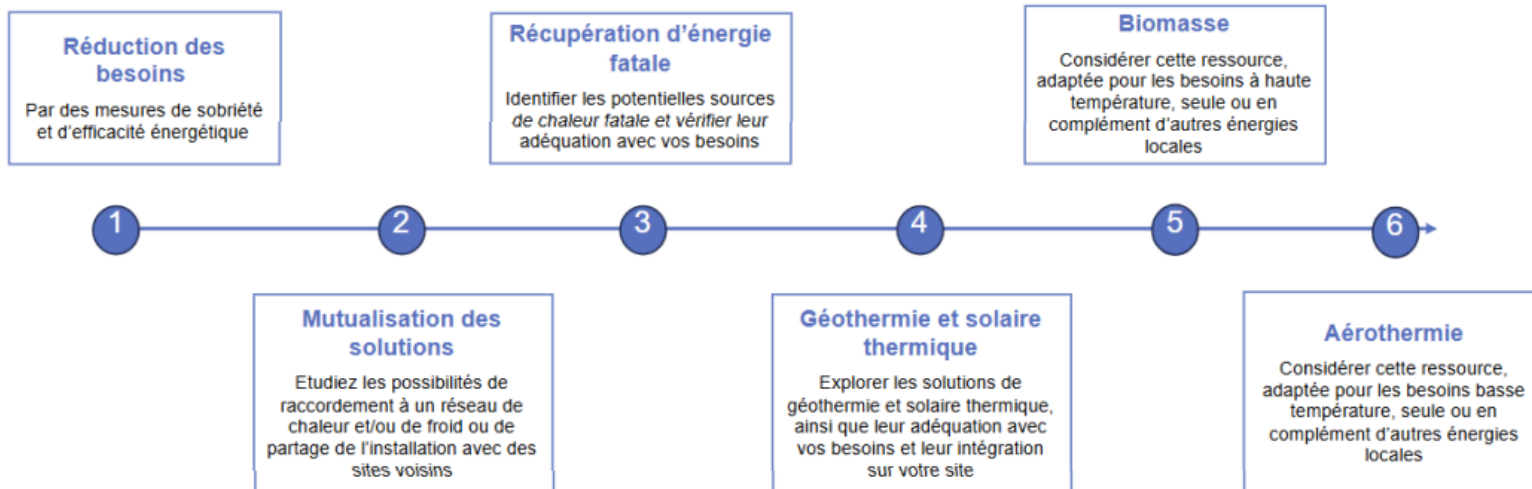 Réduction des
besoins
Par des mesures de sobriété
et d'efficacité énergétique
Récupération d'énergie
fatale
Identifier les potentielles sources
de chaleur fatale et vérifier leur
adéquation avec vos besoins
Biomasse
Considérer cette ressource,
adaptée pour les besoins à haute
température, seule ou en
complément d'autres énergies
locales
1
2
3
4
5
6
Mutualisation des
solutions
Etudiez les possibilités de
raccordement à un réseau de
chaleur et/ou de froid ou de
partage de l'installation avec des
sites voisins
Géothermie et solaire
thermique
Explorer les solutions de
géothermie et solaire thermique,
ainsi que leur adéquation avec
vos besoins et leur intégration
sur votre site
Aérothermie
Considérer cette ressource,
adaptée pour les besoins basse
température, seule ou en
complément d'autres énergies
locales